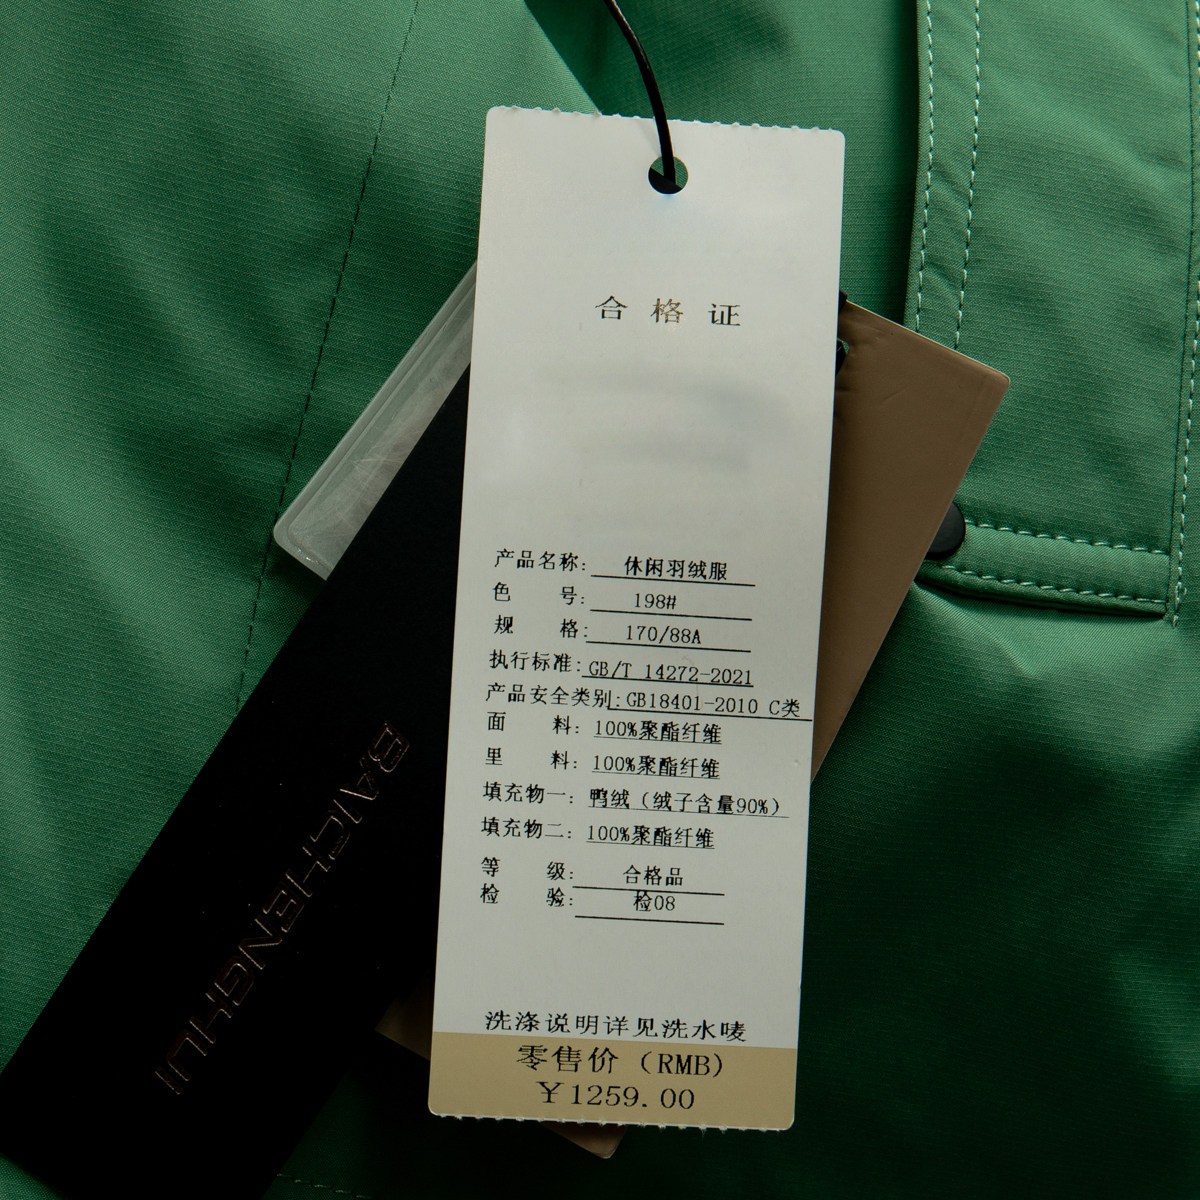 合格证
产品名称: 休闲羽绒服
色 号: 198#
规 格: 170/88A
执行标准: GB/T 14272-2021
产品安全类别: GB18401-2010 C类
面 料: 100%聚酯纤维
里 料: 100%聚酯纤维
填充物一: 鸭绒（绒子含量90%）
填充物二: 100%聚酯纤维
等 级: 合格品
检 验: 检08
洗涤说明详见洗水唛
零售价（RMB）
￥1259.00
BAICHENGHUI